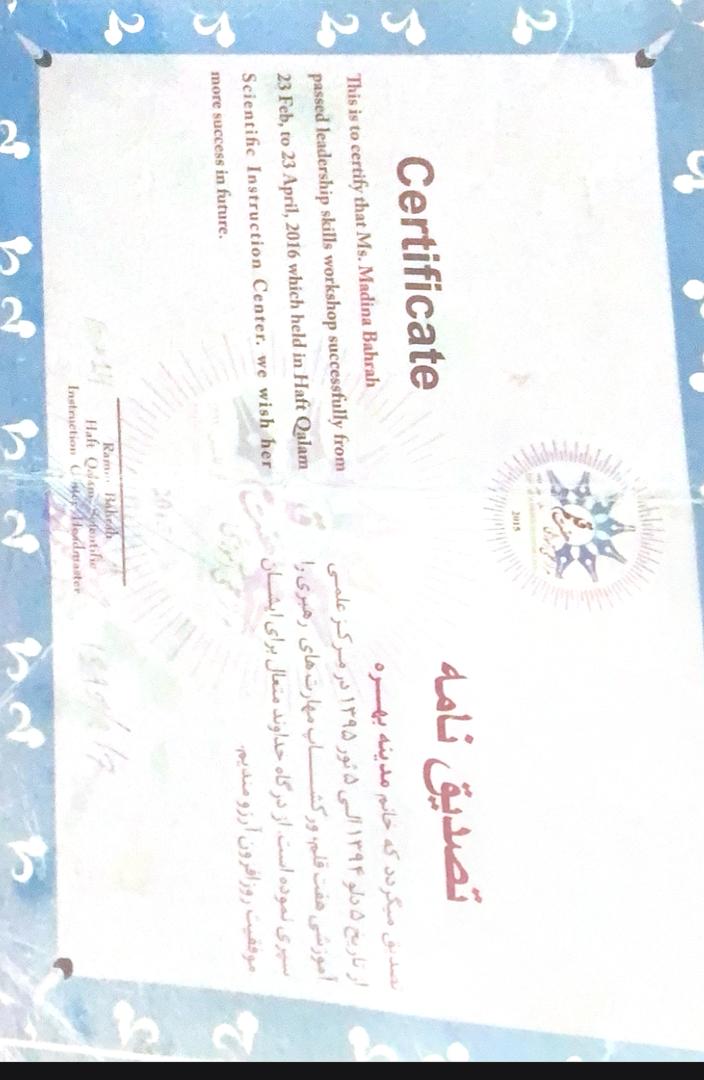 2015
Certificate
This is to certify that Ms. Madina Bahrah
passed leadership skills workshop successfully from
23 Feb, to 23 April, 2016 which held in Haft Qalam
Scientific Instruction Center. we wish her
more success in future.
تصدیق نامه
تصدیق میگردد که خانم مدینه بهره
از تاریخ ۵ دلو ۱۳۹۴ الی ۵ ثور ۱۳۹۵ در مرکز علمی
آموزشی هفت قلم، ورکشاپ مهارت های رهبری را
سپری نموده است. از درگاه خداوند متعال برای ایشان
موفقیت روزافزون آرزومندیم.
Haft Qalam Scientific
Instruction Center Headmaster